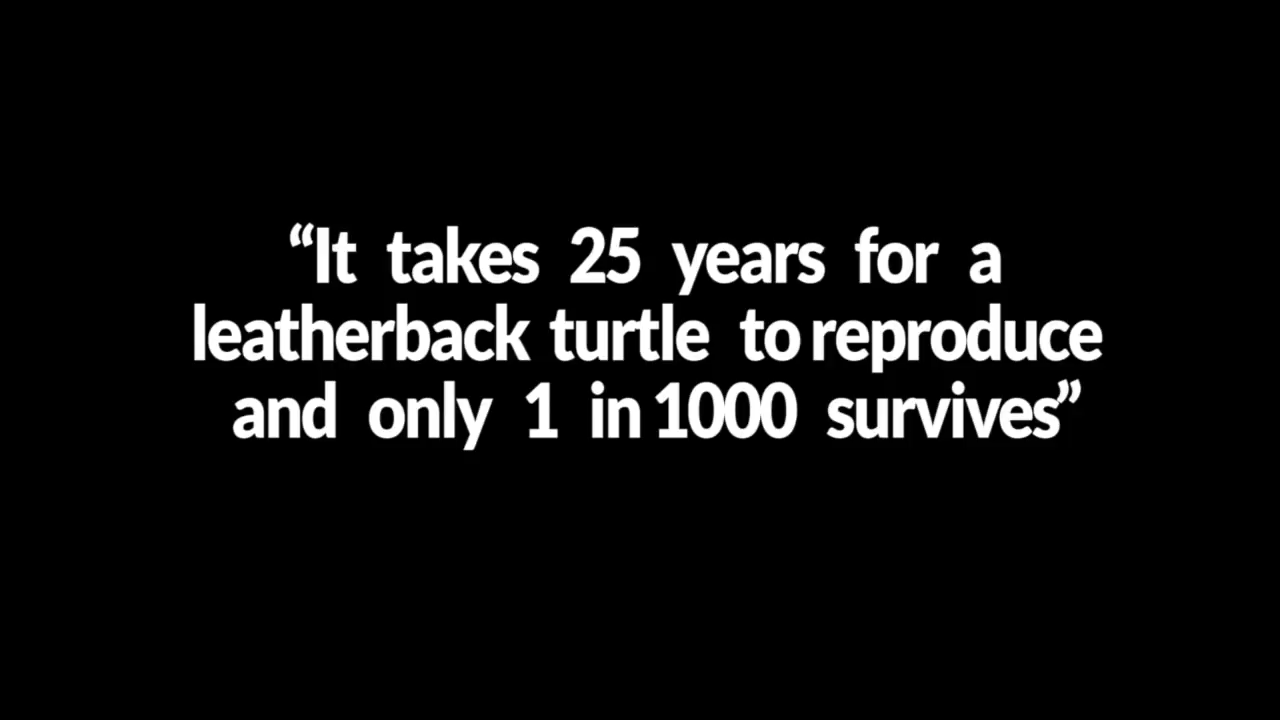 “It takes 25 years for a
leatherback turtle to reproduce
and only 1 in 1000 survives”